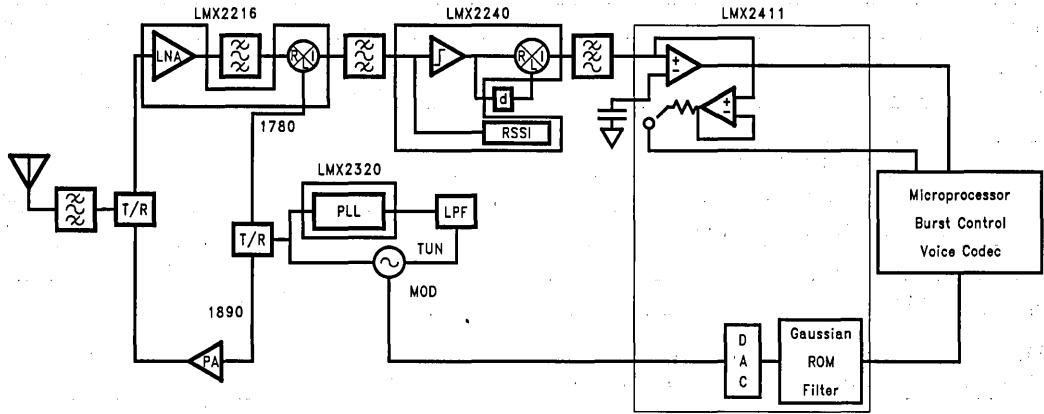 LMX2216
LMX2240
LMX2411
LNA
R I
L
R I
L
d
RSSI
+
-
+
-
1780
LMX2320
T/R
PLL
LPF
T/R
TUN
MOD
Microprocessor
Burst Control
Voice Codec
1890
PA
D
A
C
Gaussian
ROM
Filter